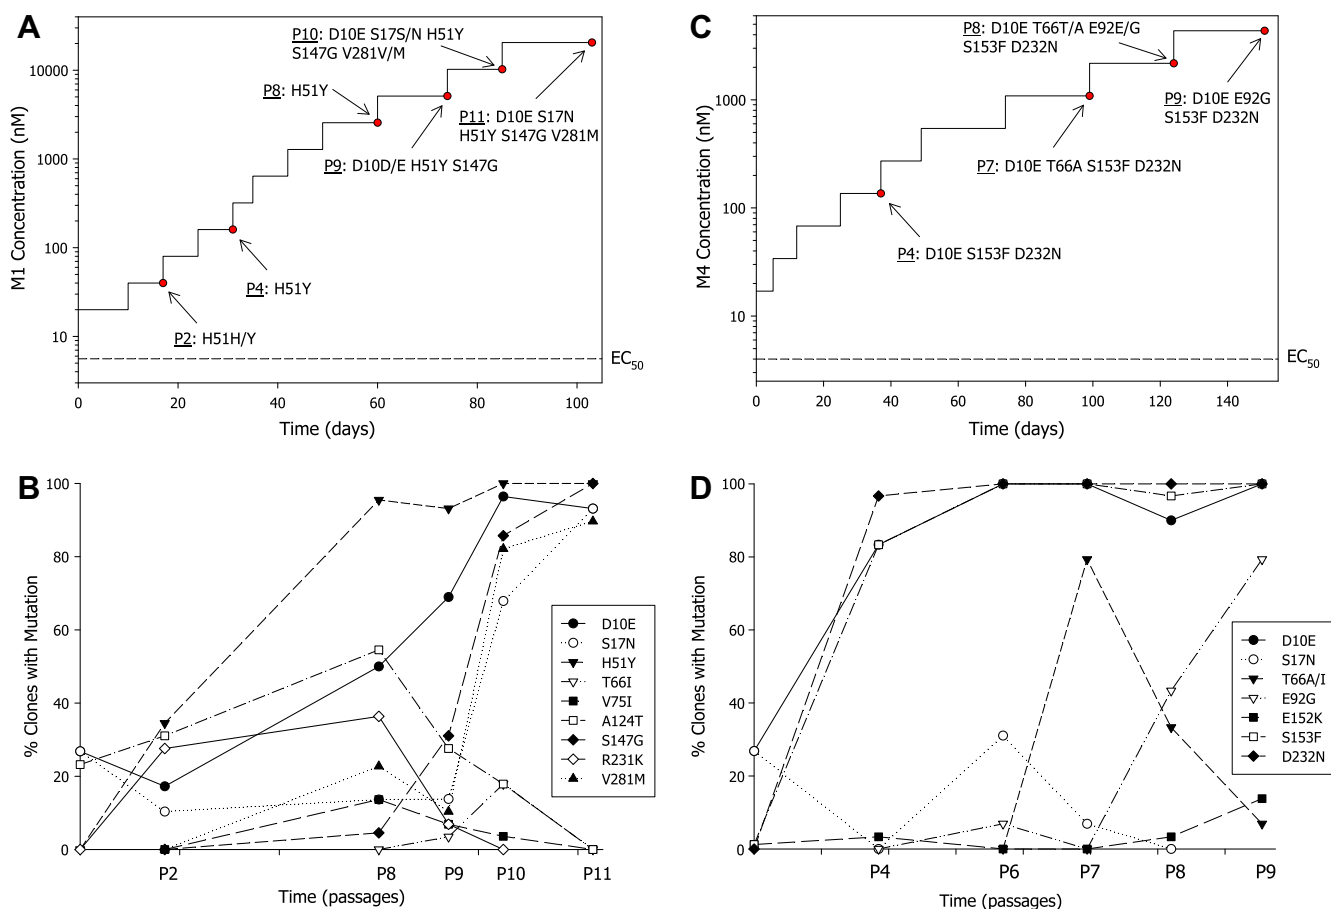 A
M1 Concentration (nM)
10000
1000
100
10
P10: D10E S17S/N H51Y
S147G V281V/M
P8: H51Y
P11: D10E S17N
H51Y S147G V281M
P9: D10D/E H51Y S147G
P4: H51Y
P2: H51H/Y
EC50
0 20 40 60 80 100
Time (days)
C
M4 Concentration (nM)
1000
100
10
P8: D10E T66T/A E92E/G
S153F D232N
P9: D10E E92G
S153F D232N
P7: D10E T66A S153F D232N
P4: D10E S153F D232N
EC50
0 20 40 60 80 100 120 140
Time (days)
B
% Clones with Mutation
100
80
60
40
20
0
D10E
S17N
H51Y
T66I
V75I
A124T
S147G
R231K
V281M
P2 P8 P9 P10 P11
Time (passages)
D
% Clones with Mutation
100
80
60
40
20
0
D10E
S17N
T66A/I
E92G
E152K
S153F
D232N
P4 P6 P7 P8 P9
Time (passages)